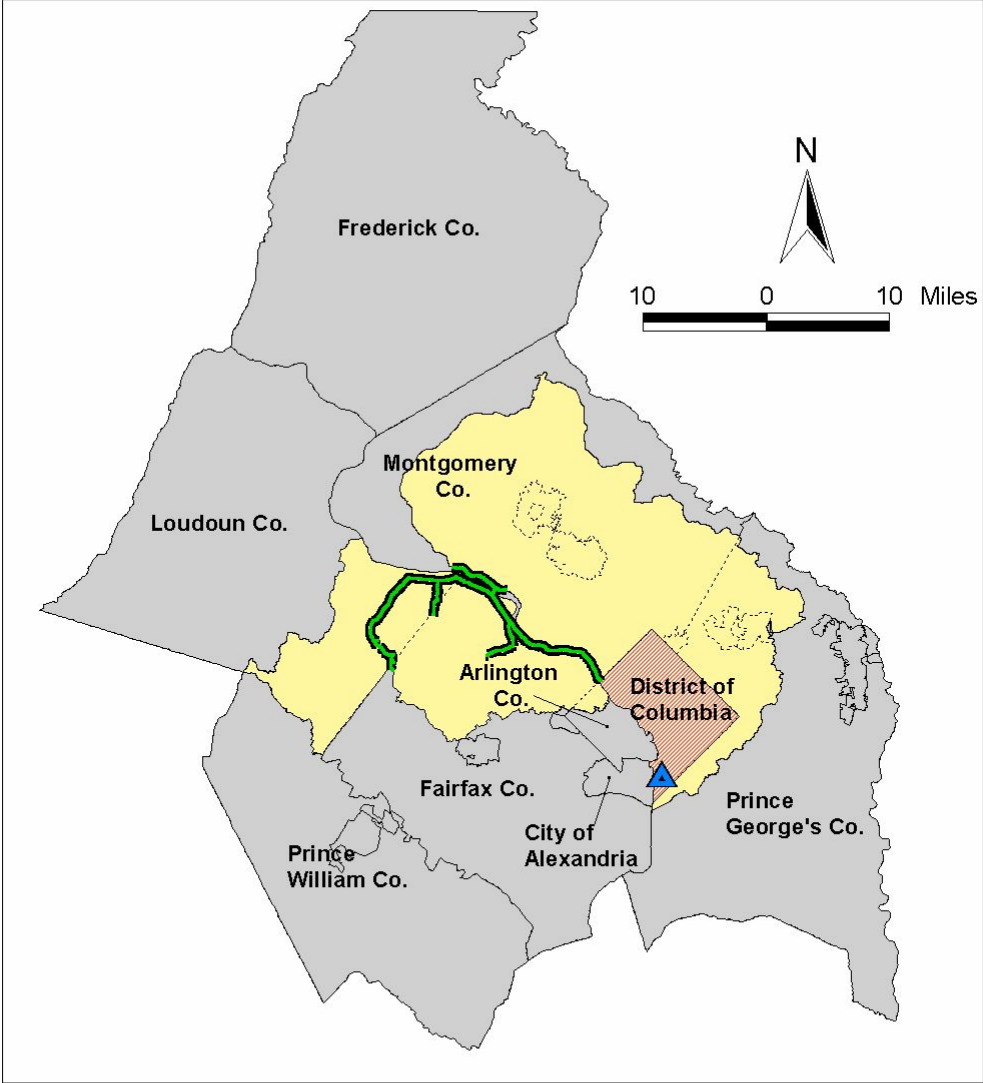 N
Frederick Co.
10 0 10 Miles
Montgomery
Co.
Loudoun Co.
Arlington
Co.
District of
Columbia
Fairfax Co.
Prince
George's Co.
City of
Alexandria
Prince
William Co.